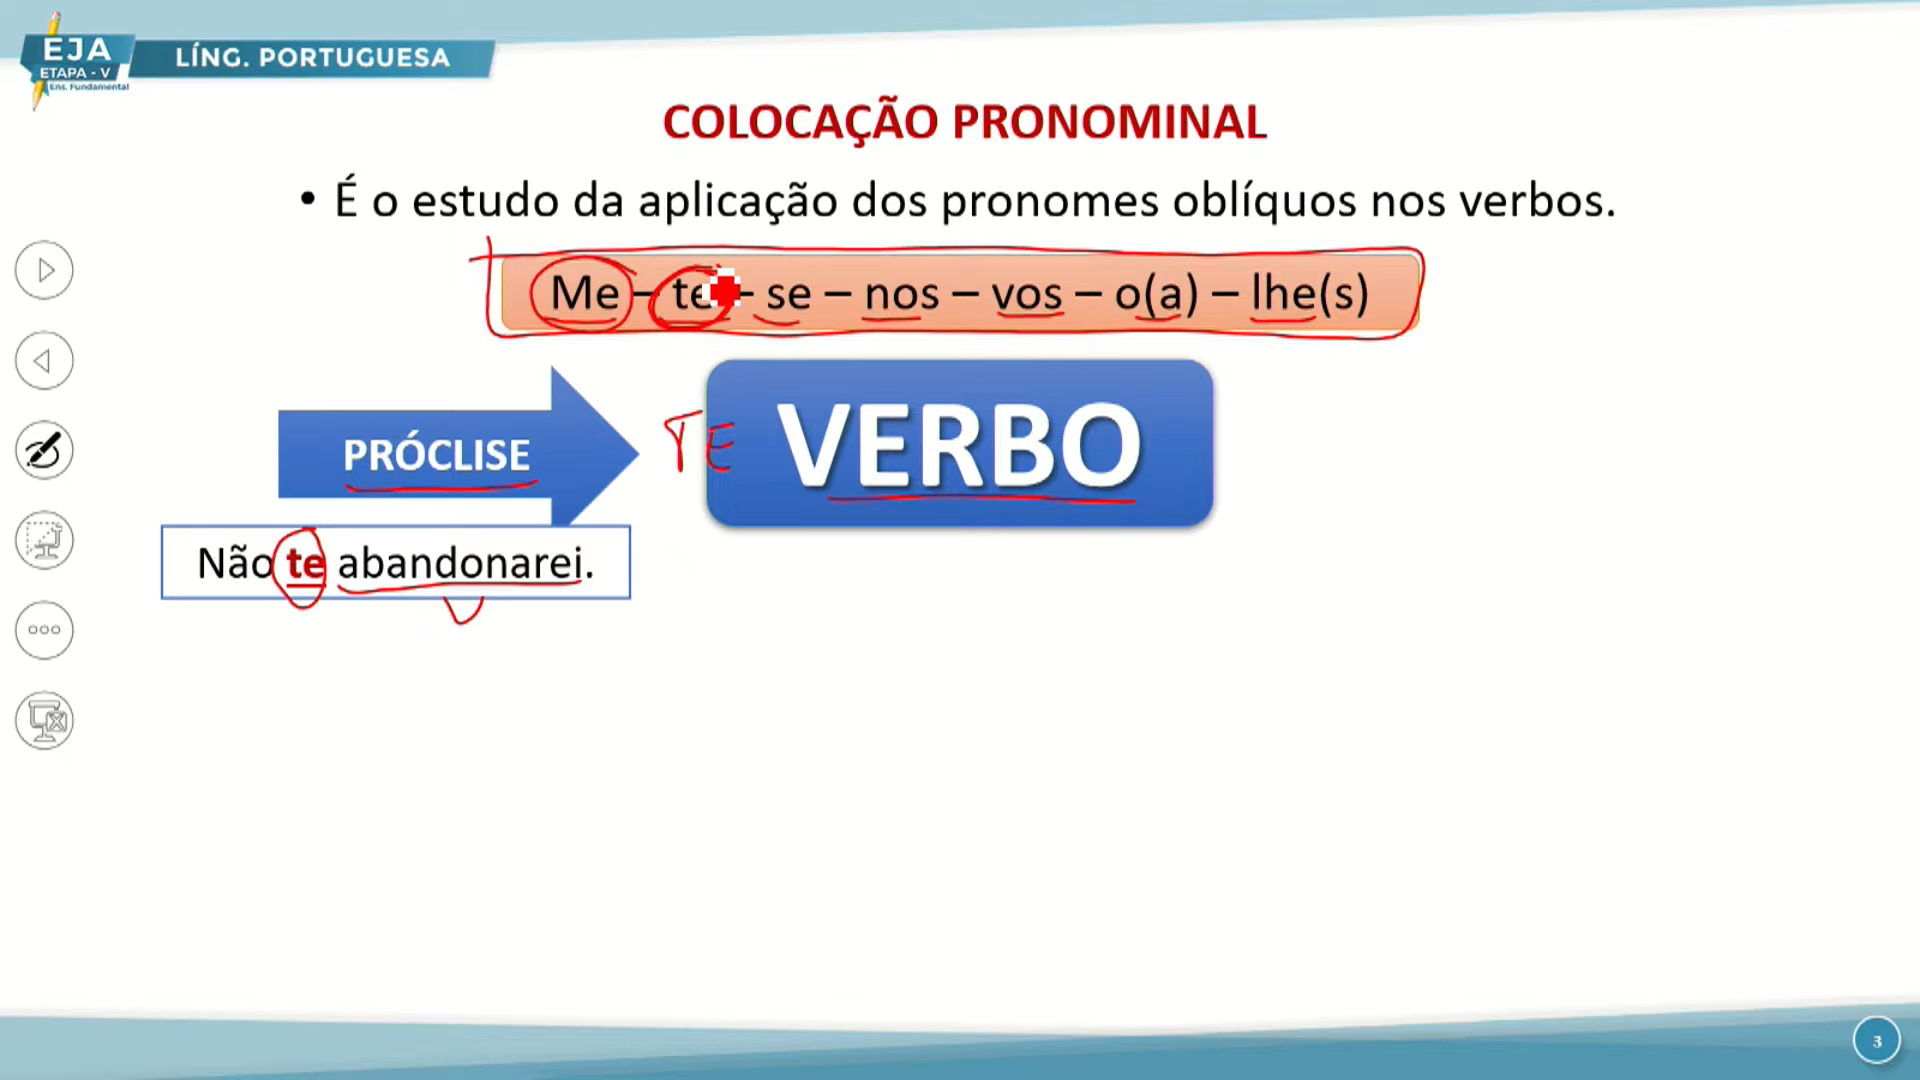 EJA
ETAPA - V
Ens. Fundamental
LÍNG. PORTUGUESA
COLOCAÇÃO PRONOMINAL
• É o estudo da aplicação dos pronomes oblíquos nos verbos.
Me – te – se – nos – vos – o(a) – lhe(s)
PRÓCLISE
TE
VERBO
Não te abandonarei.
V
3